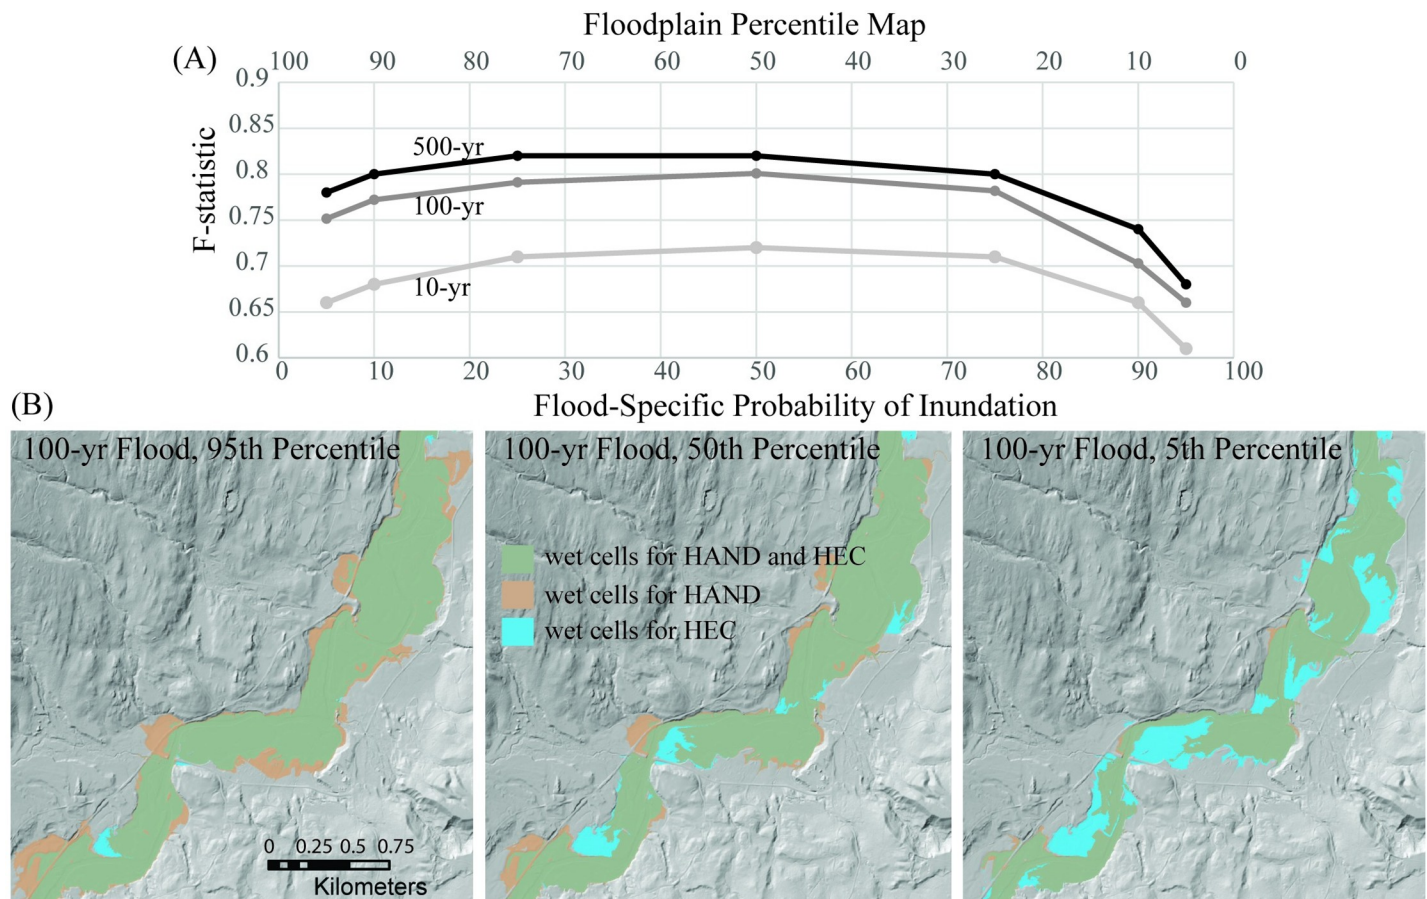 Floodplain Percentile Map
(A)
100 90 80 70 60 50 40 30 20 10 0
0.9
0.85
0.8
0.75
0.7
0.65
0.6
F-statistic
500-yr
100-yr
10-yr
0 10 20 30 40 50 60 70 80 90 100
Flood-Specific Probability of Inundation
(B)
100-yr Flood, 95th Percentile
100-yr Flood, 50th Percentile
100-yr Flood, 5th Percentile
wet cells for HAND and HEC
wet cells for HAND
wet cells for HEC
0 0.25 0.5 0.75
Kilometers